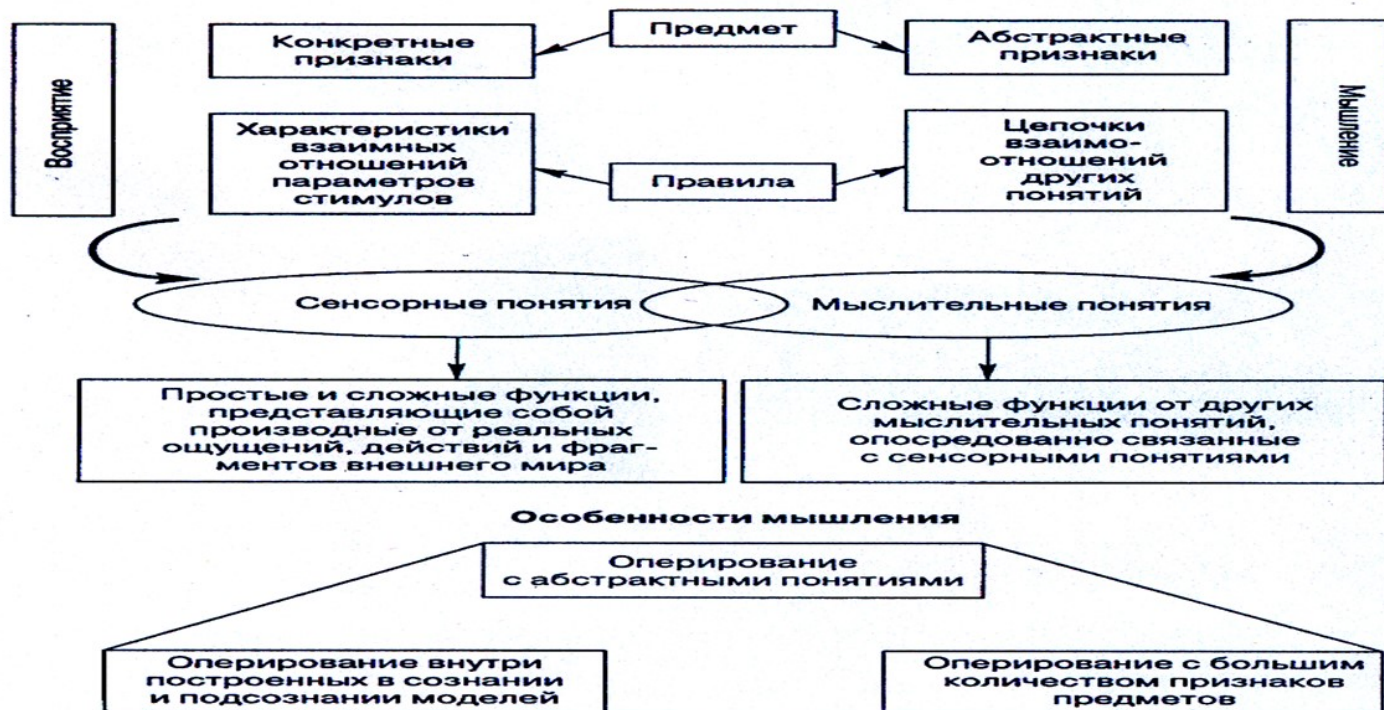 Восприятие
Предмет
Конкретные
признаки
Абстрактные
признаки
Мышление
Характеристики
взаимных
отношений
параметров
стимулов
Правила
Цепочки
взаимо-
отношений
других
понятий
Сенсорные понятия
Мыслительные понятия
Простые и сложные функции,
представляющие собой
производные от реальных
ощущений, действий и фраг-
ментов внешнего мира
Сложные функции от других
мыслительных понятий,
опосредованно связанные
с сенсорными понятиями
Особенности мышления
Оперирование
с абстрактными понятиями
Оперирование внутри
построенных в сознании
и подсознании моделей
Оперирование с большим
количеством признаков
предметов